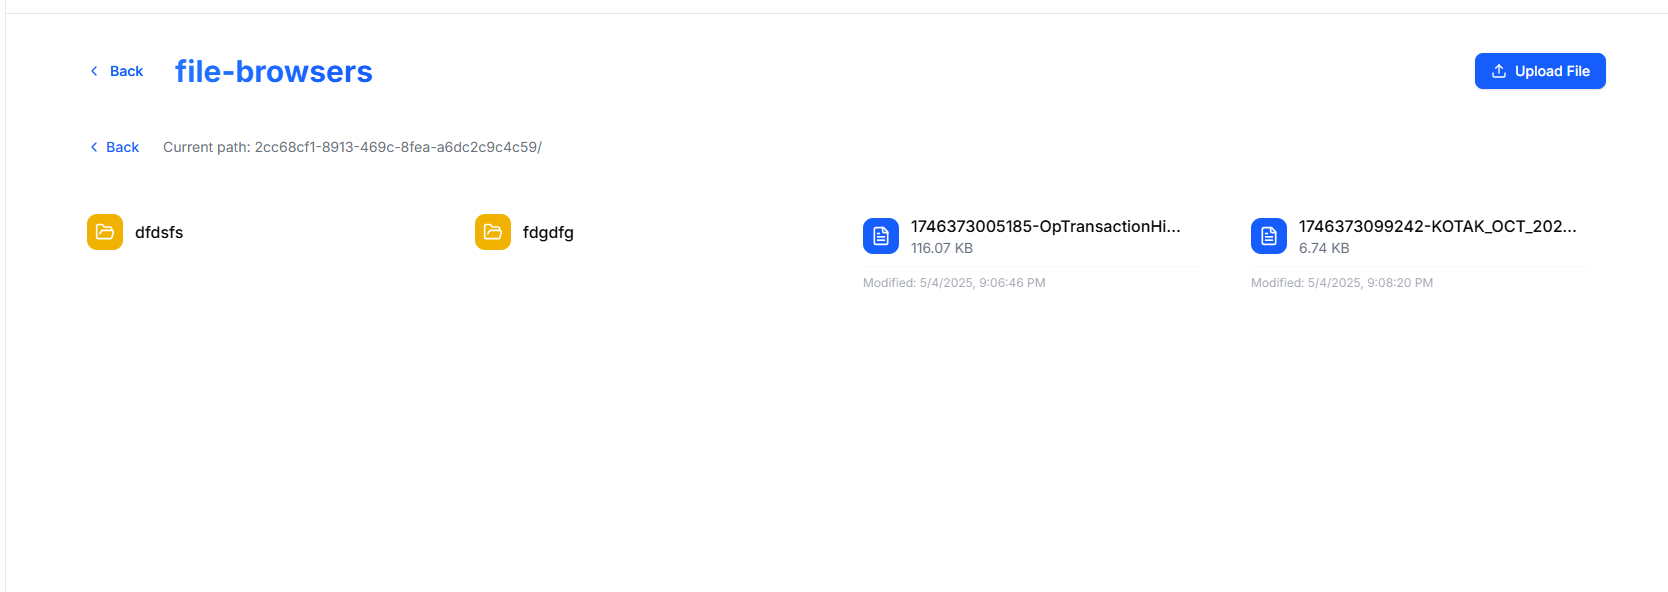 Back
file-browsers
Upload File
Back
Current path: 2cc68cf1-8913-469c-8fea-a6dc2c9c4c59/
dfdsfs
fdgdfg
1746373005185-OpTransactionHi...
116.07 KB
Modified: 5/4/2025, 9:06:46 PM
1746373099242-KOTAK_OCT_202...
6.74 KB
Modified: 5/4/2025, 9:08:20 PM